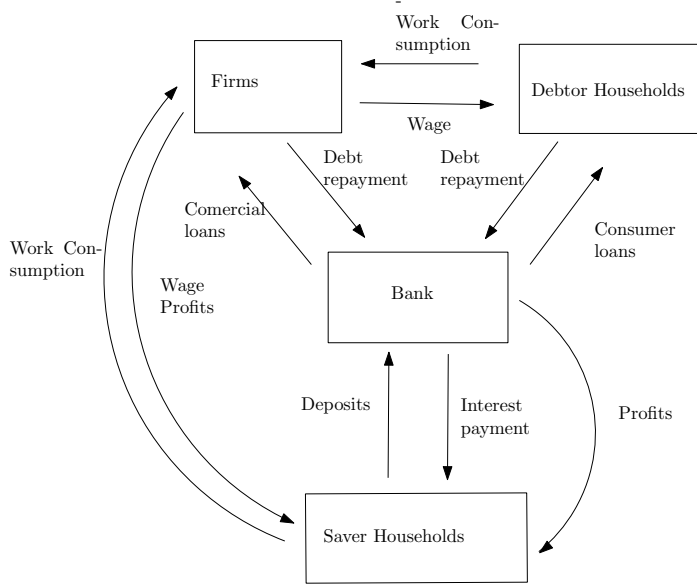 -
Work Con-
sumption
Firms
Debtor Households
Wage
Debt
repayment
Debt
repayment
Comercial
loans
Consumer
loans
Work Con-
sumption
Wage
Profits
Bank
Deposits
Interest
payment
Profits
Saver Households